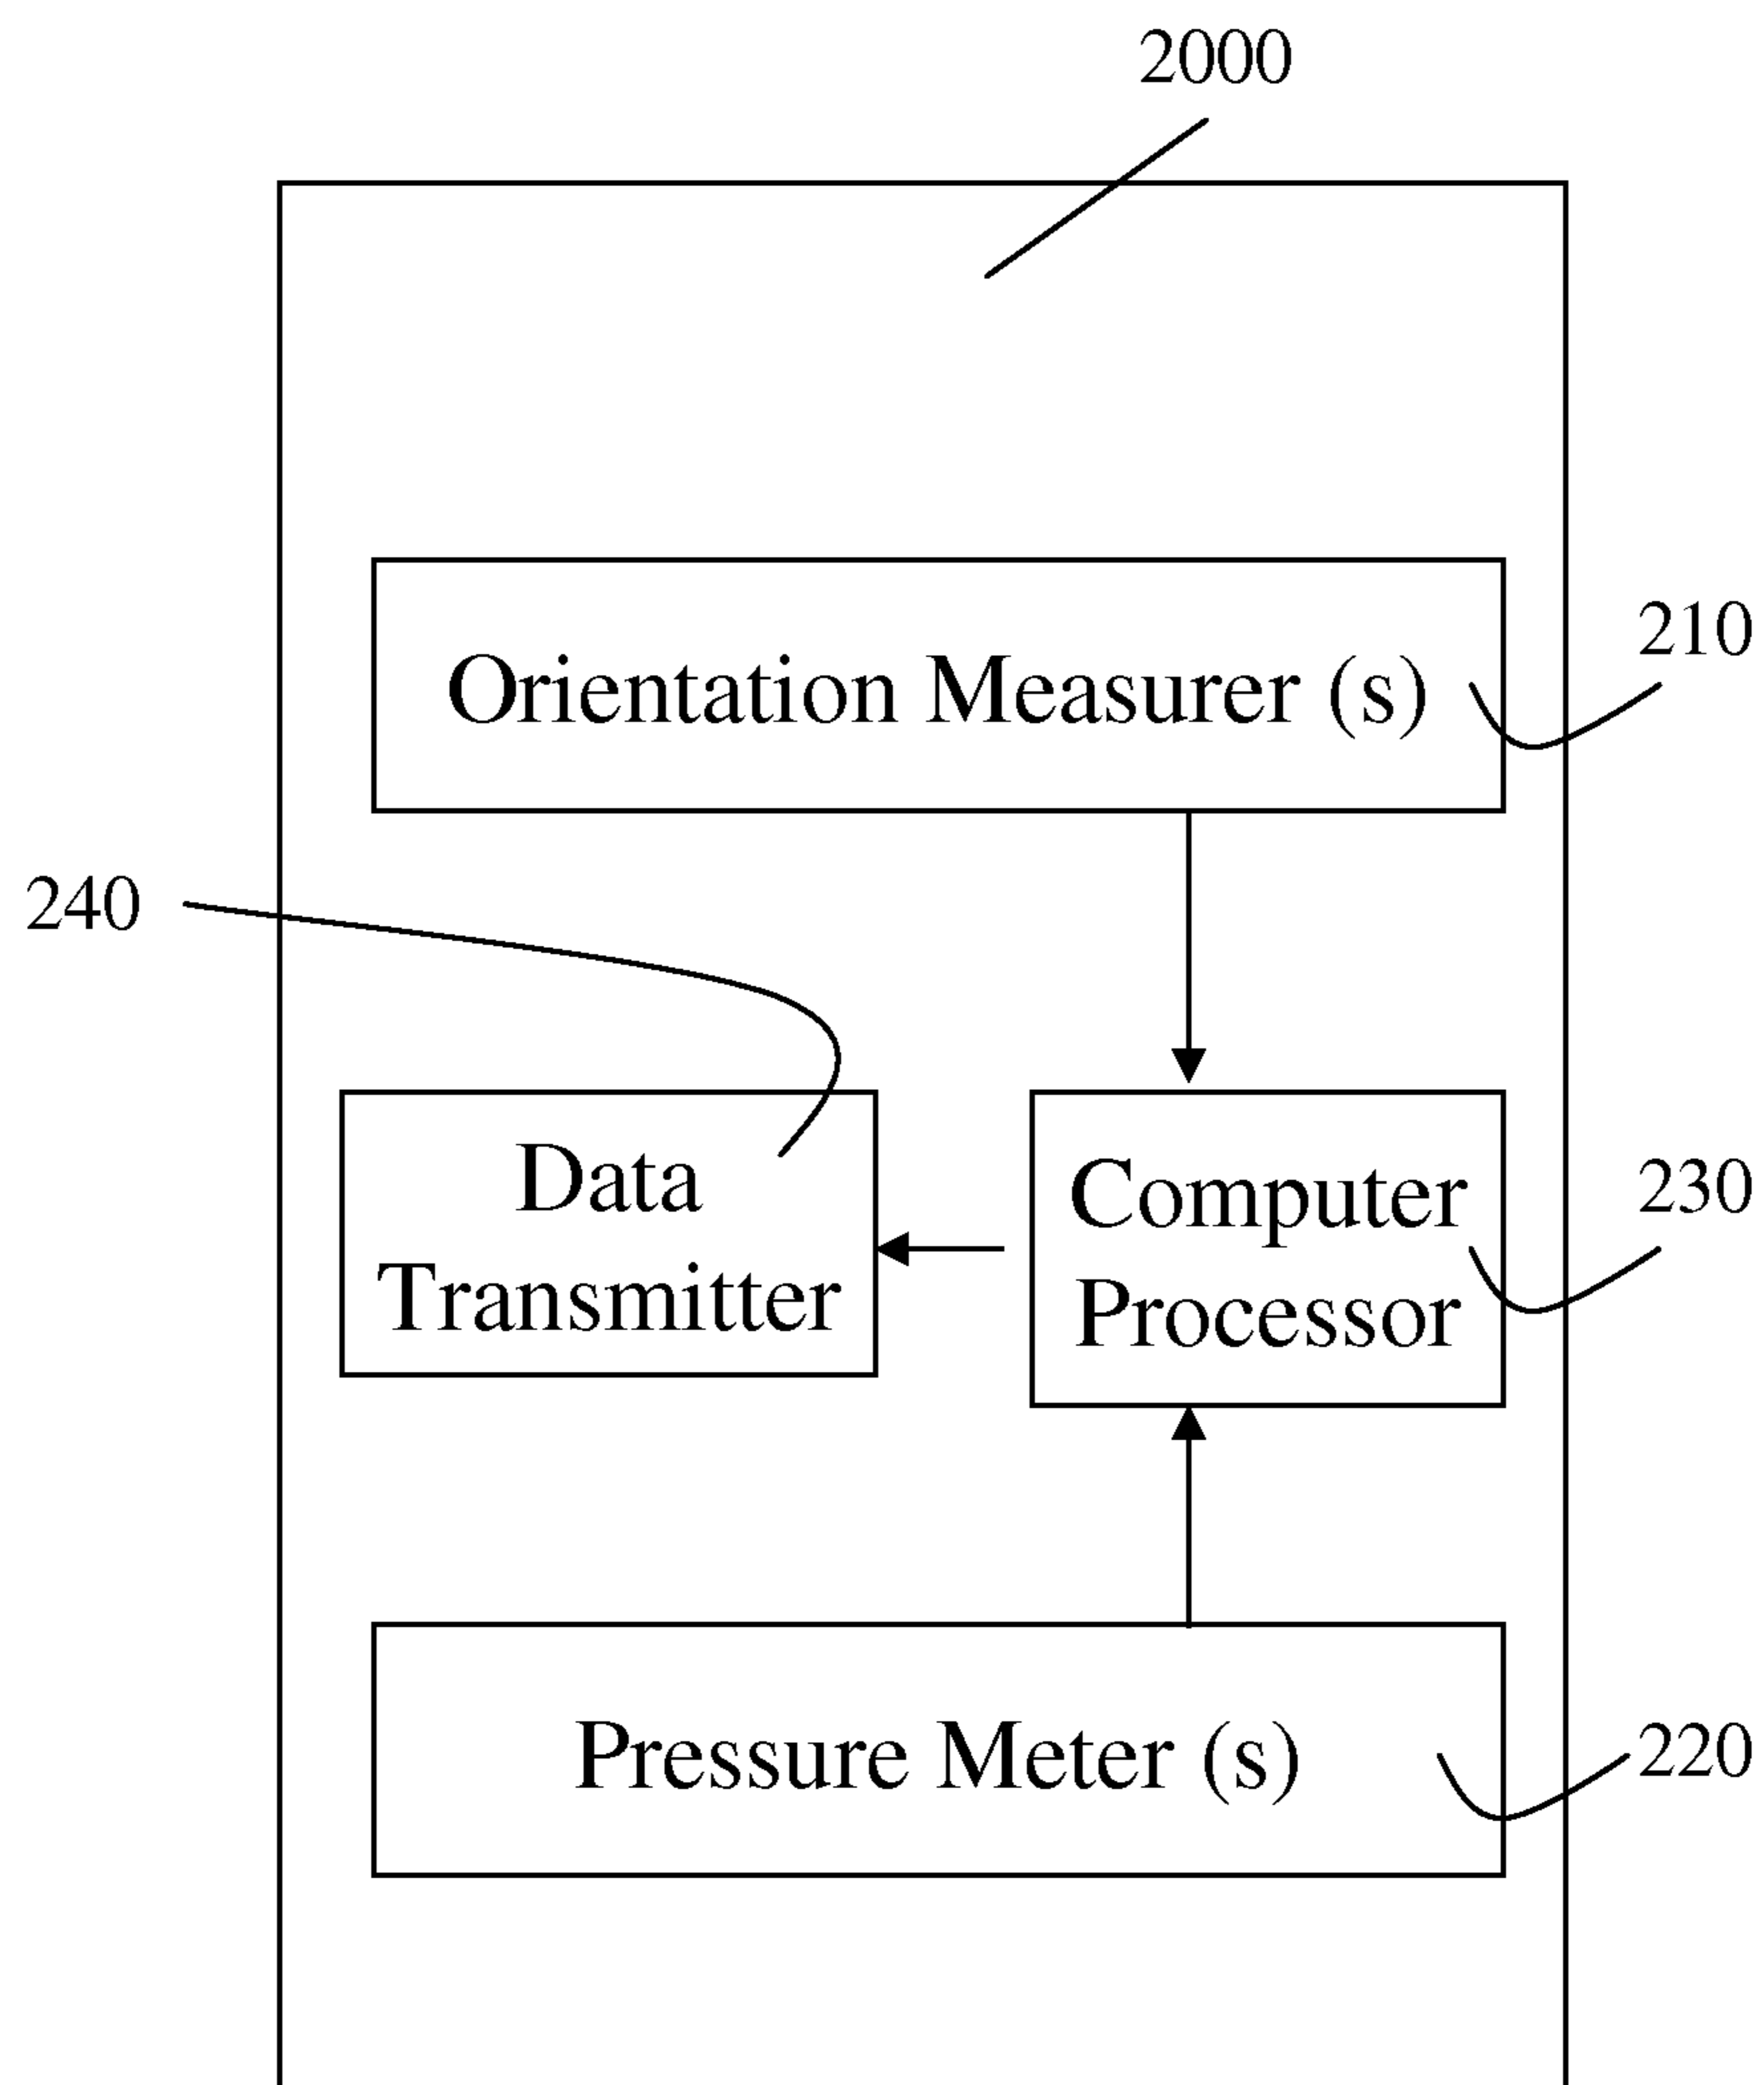 2000
Orientation Measurer (s)
210
240
Data
Transmitter
Computer
Processor
230
Pressure Meter (s)
220